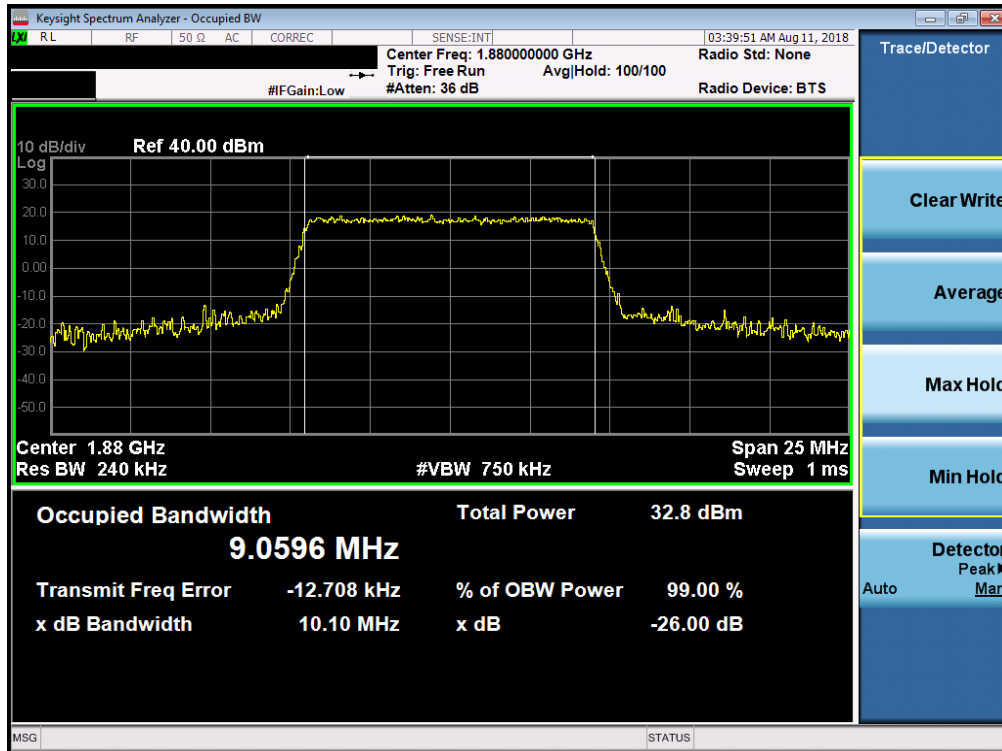 Keysight Spectrum Analyzer - Occupied BW
LXI RL RF 50 Ω AC CORREC SENSE:INT 03:39:51 AM Aug 11, 2018
Center Freq: 1.880000000 GHz Radio Std: None
Trig: Free Run Avg|Hold: 100/100
#IFGain:Low #Atten: 36 dB Radio Device: BTS
10 dB/div Ref 40.00 dBm
Log
30.0
20.0
10.0
0.00
-10.0
-20.0
-30.0
-40.0
-50.0
Center 1.88 GHz Span 25 MHz
Res BW 240 kHz #VBW 750 kHz Sweep 1 ms
Occupied Bandwidth Total Power 32.8 dBm
9.0596 MHz
Transmit Freq Error -12.708 kHz % of OBW Power 99.00 %
x dB Bandwidth 10.10 MHz x dB -26.00 dB
MSG STATUS
Trace/Detector
Clear Write
Average
Max Hold
Min Hold
Detector
Peak
Auto Man